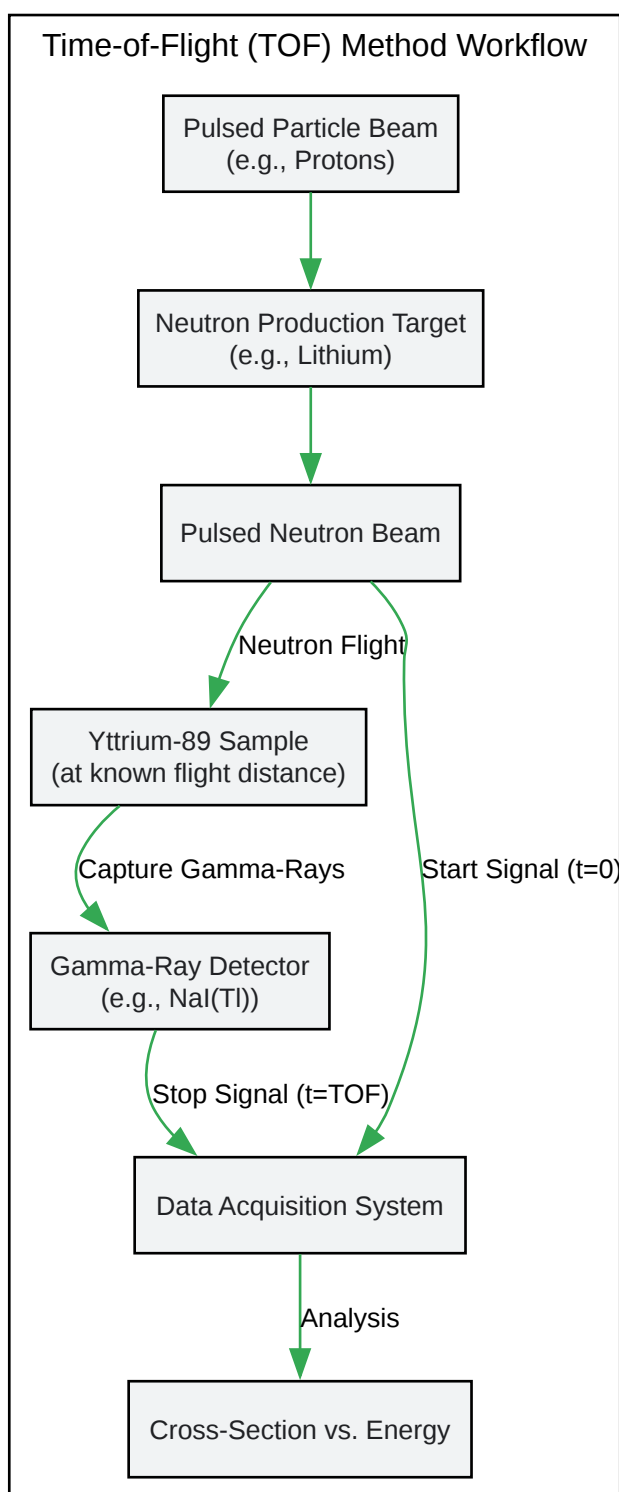 Time-of-Flight (TOF) Method Workflow
Pulsed Particle Beam
(e.g., Protons)
Neutron Production Target
(e.g., Lithium)
Pulsed Neutron Beam
Neutron Flight
Yttrium-89 Sample
(at known flight distance)
Capture Gamma-Rays
Start Signal (t=0)
Gamma-Ray Detector
(e.g., NaI(Tl))
Stop Signal (t=TOF)
Data Acquisition System
Analysis
Cross-Section vs. Energy